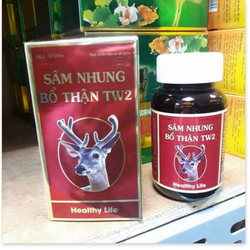 SÂM NHUNG
BỔ THẬN TW2
Healthy Life
SÂM NHUNG
BỔ THẬN TW2
Healthy Life